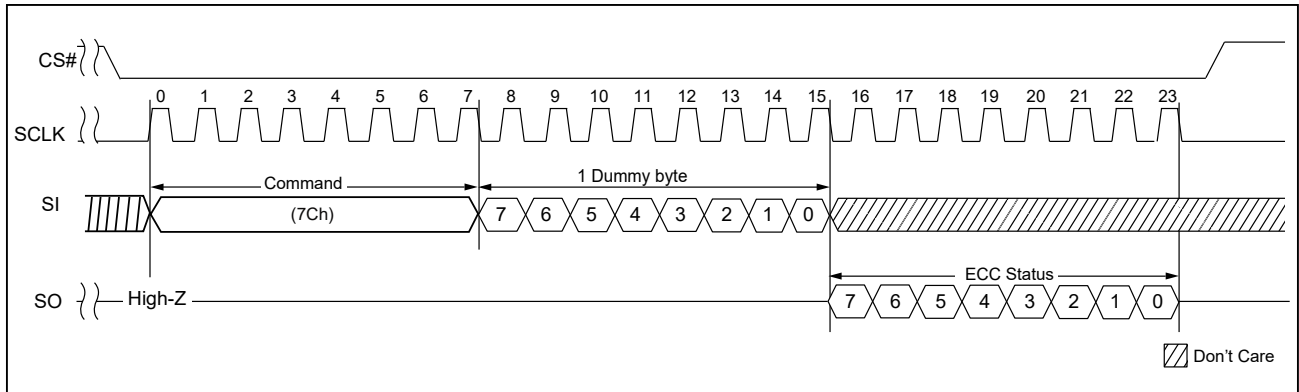 CS#
0 1 2 3 4 5 6 7 8 9 10 11 12 13 14 15 16 17 18 19 20 21 22 23
SCLK
Command 1 Dummy byte
SI (7Ch) 7 6 5 4 3 2 1 0
ECC Status
SO High-Z 7 6 5 4 3 2 1 0
Don't Care